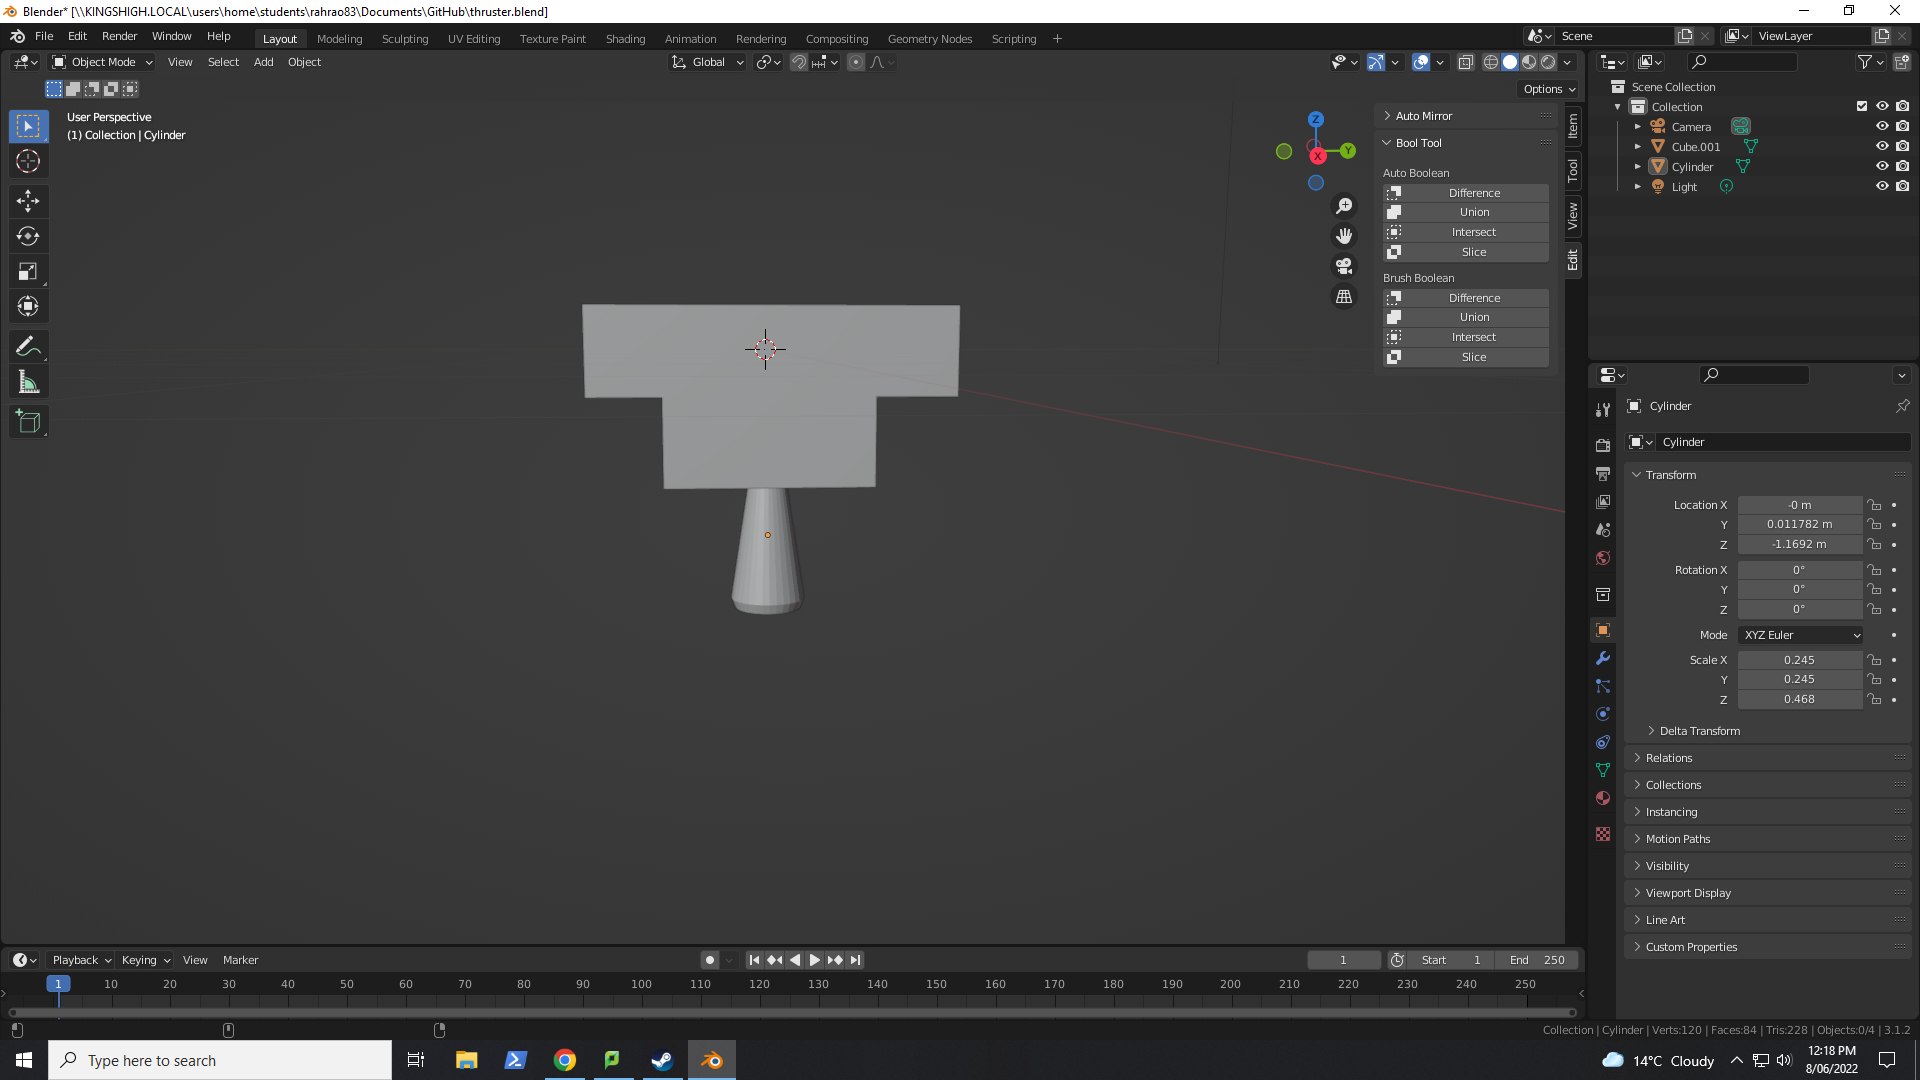 Blender* [\\KINGSHIGH.LOCAL\users\home\students\rahrao83\Documents\GitHub\thruster.blend]
File Edit Render Window Help Layout Modeling Sculpting UV Editing Texture Paint Shading Animation Rendering Compositing Geometry Nodes Scripting + Scene ViewLayer
Object Mode View Select Add Object Global
Options
User Perspective
(1) Collection | Cylinder
Z
Y
X
Auto Mirror
Bool Tool
Auto Boolean
Difference
Union
Intersect
Slice
Brush Boolean
Difference
Union
Intersect
Slice
Item
Tool
View
Edit
Scene Collection
Collection
Camera
Cube.001
Cylinder
Light
Cylinder
Cylinder
Transform
Location X -0 m
Y 0.011782 m
Z -1.1692 m
Rotation X 0°
Y 0°
Z 0°
Mode XYZ Euler
Scale X 0.245
Y 0.245
Z 0.468
Delta Transform
Relations
Collections
Instancing
Motion Paths
Visibility
Viewport Display
Line Art
Custom Properties
Playback Keying View Marker 1 Start 1 End 250
1 10 20 30 40 50 60 70 80 90 100 110 120 130 140 150 160 170 180 190 200 210 220 230 240 250
Collection | Cylinder | Verts:120 | Faces:84 | Tris:228 | Objects:0/4 | 3.1.2
Type here to search
14°C Cloudy
12:18 PM
8/06/2022